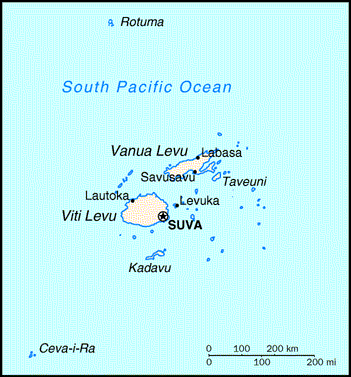 Rotuma
South Pacific Ocean
Vanua Levu
Labasa
Savusavu
Taveuni
Lautoka
Levuka
Viti Levu
SUVA
Kadavu
Ceva-i-Ra
0 100 200 km
0 100 200 mi